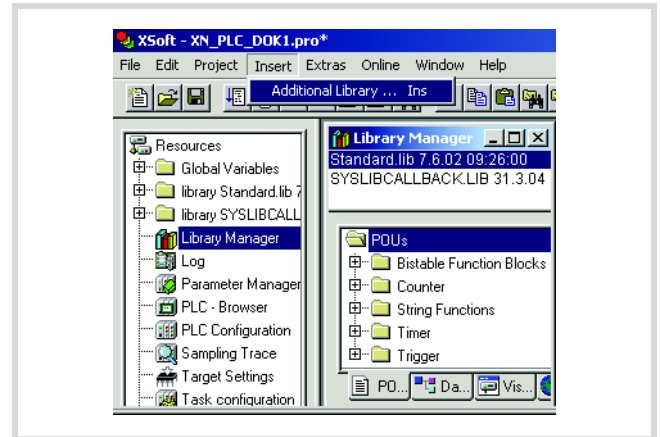 XSoft - XN_PLC_DOK1.pro*
File Edit Project Insert Extras Online Window Help
Additional Library ... Ins
Resources
Global Variables
library Standard.lib 7
library SYSLIBCALL
Library Manager
Log
Parameter Manager
PLC - Browser
PLC Configuration
Sampling Trace
Target Settings
Task configuration
Library Manager
Standard.lib 7.6.02 09:26:00
SYSLIBCALLBACK.LIB 31.3.04
POUs
Bistable Function Blocks
Counter
String Functions
Timer
Trigger
PO... Da... Vis...